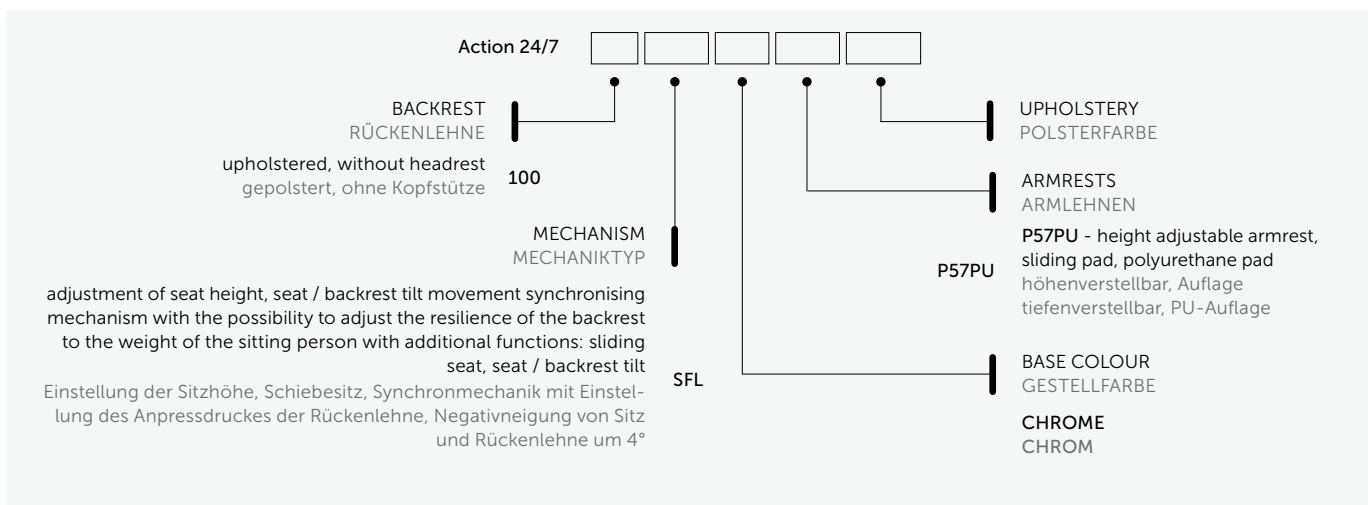 Action 24/7
BACKREST
RŰCKENLEHNE
upholstered, without headrest
gepolstert, ohne Kopfstütze
100
MECHANISM
MECHANIKTYP
adjustment of seat height, seat / backrest tilt movement synchronising
mechanism with the possibility to adjust the resilience of the backrest
to the weight of the sitting person with additional functions: sliding
seat, seat / backrest tilt
Einstellung der Sitzhöhe, Schiebesitz, Synchronmechanik mit Einstel-
lung des Anpressdruckes der Rückenlehne, Negativneigung von Sitz
und Rückenlehne um 4°
SFL
UPHOLSTERY
POLSTERFARBE
ARMRESTS
ARMLEHNEN
P57PU
P57PU - height adjustable armrest,
sliding pad, polyurethane pad
höhenverstellbar, Auflage
tiefenverstellbar, PU-Auflage
BASE COLOUR
GESTELLFARBE
CHROME
CHROM